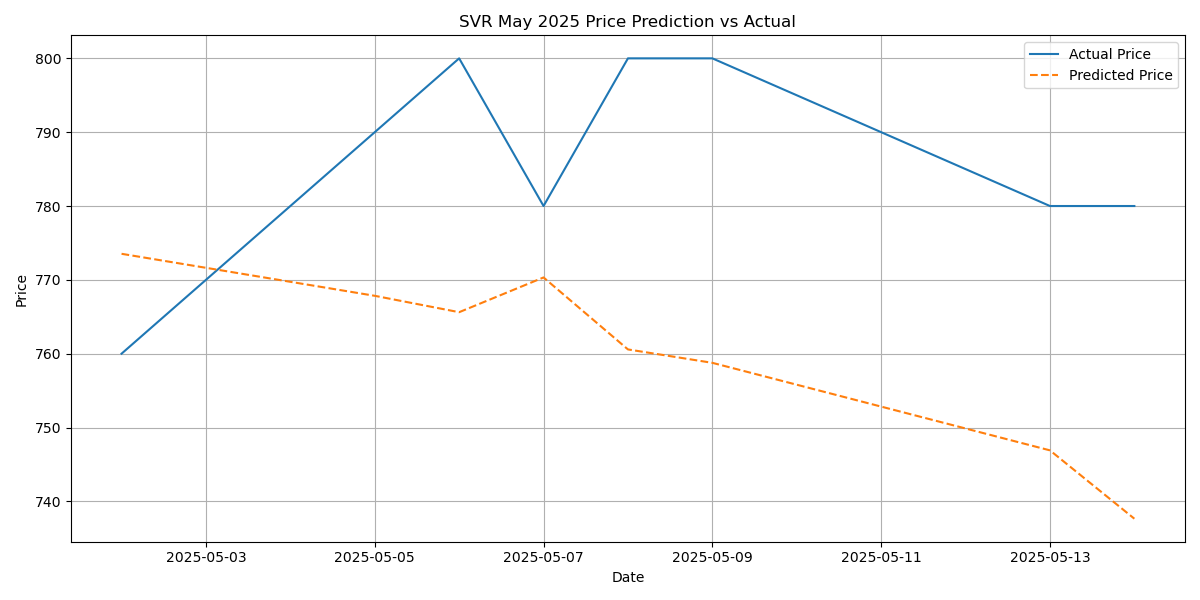 SVR May 2025 Price Prediction vs Actual
Actual Price
Predicted Price
800
790
780
770
760
750
740
Price
2025-05-03
2025-05-05
2025-05-07
2025-05-09
2025-05-11
2025-05-13
Date